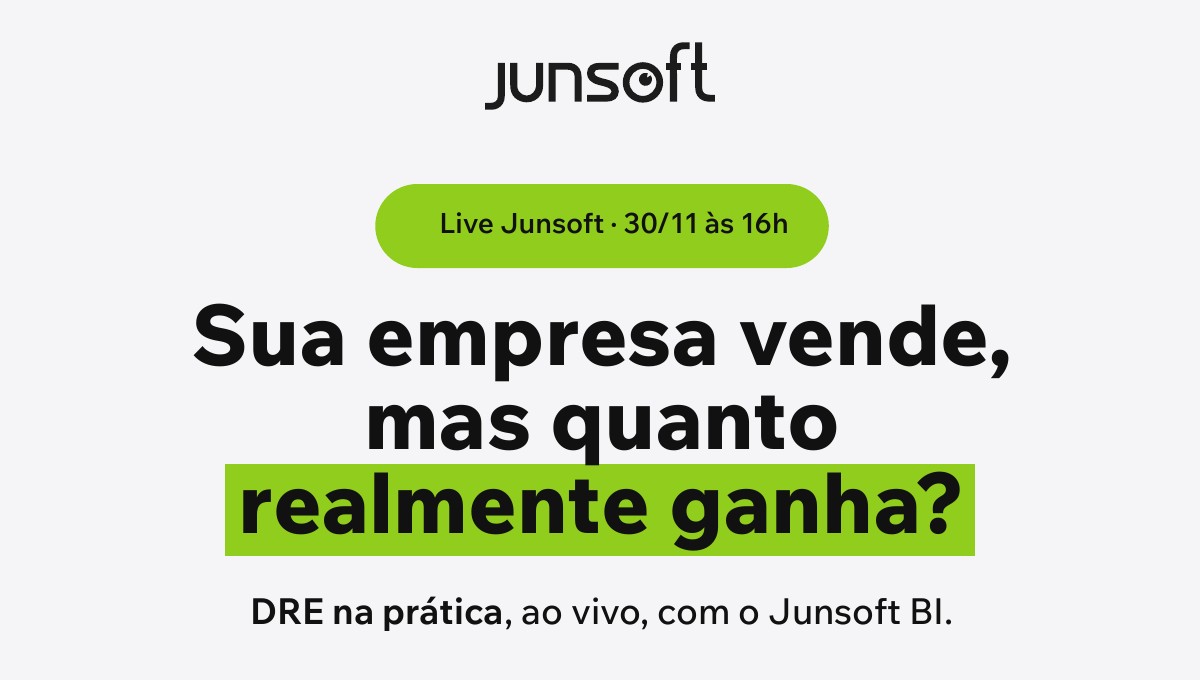 junsoft
Live Junsoft · 30/11 às 16h
Sua empresa vende,
mas quanto
realmente ganha?
DRE na prática, ao vivo, com o Junsoft BI.